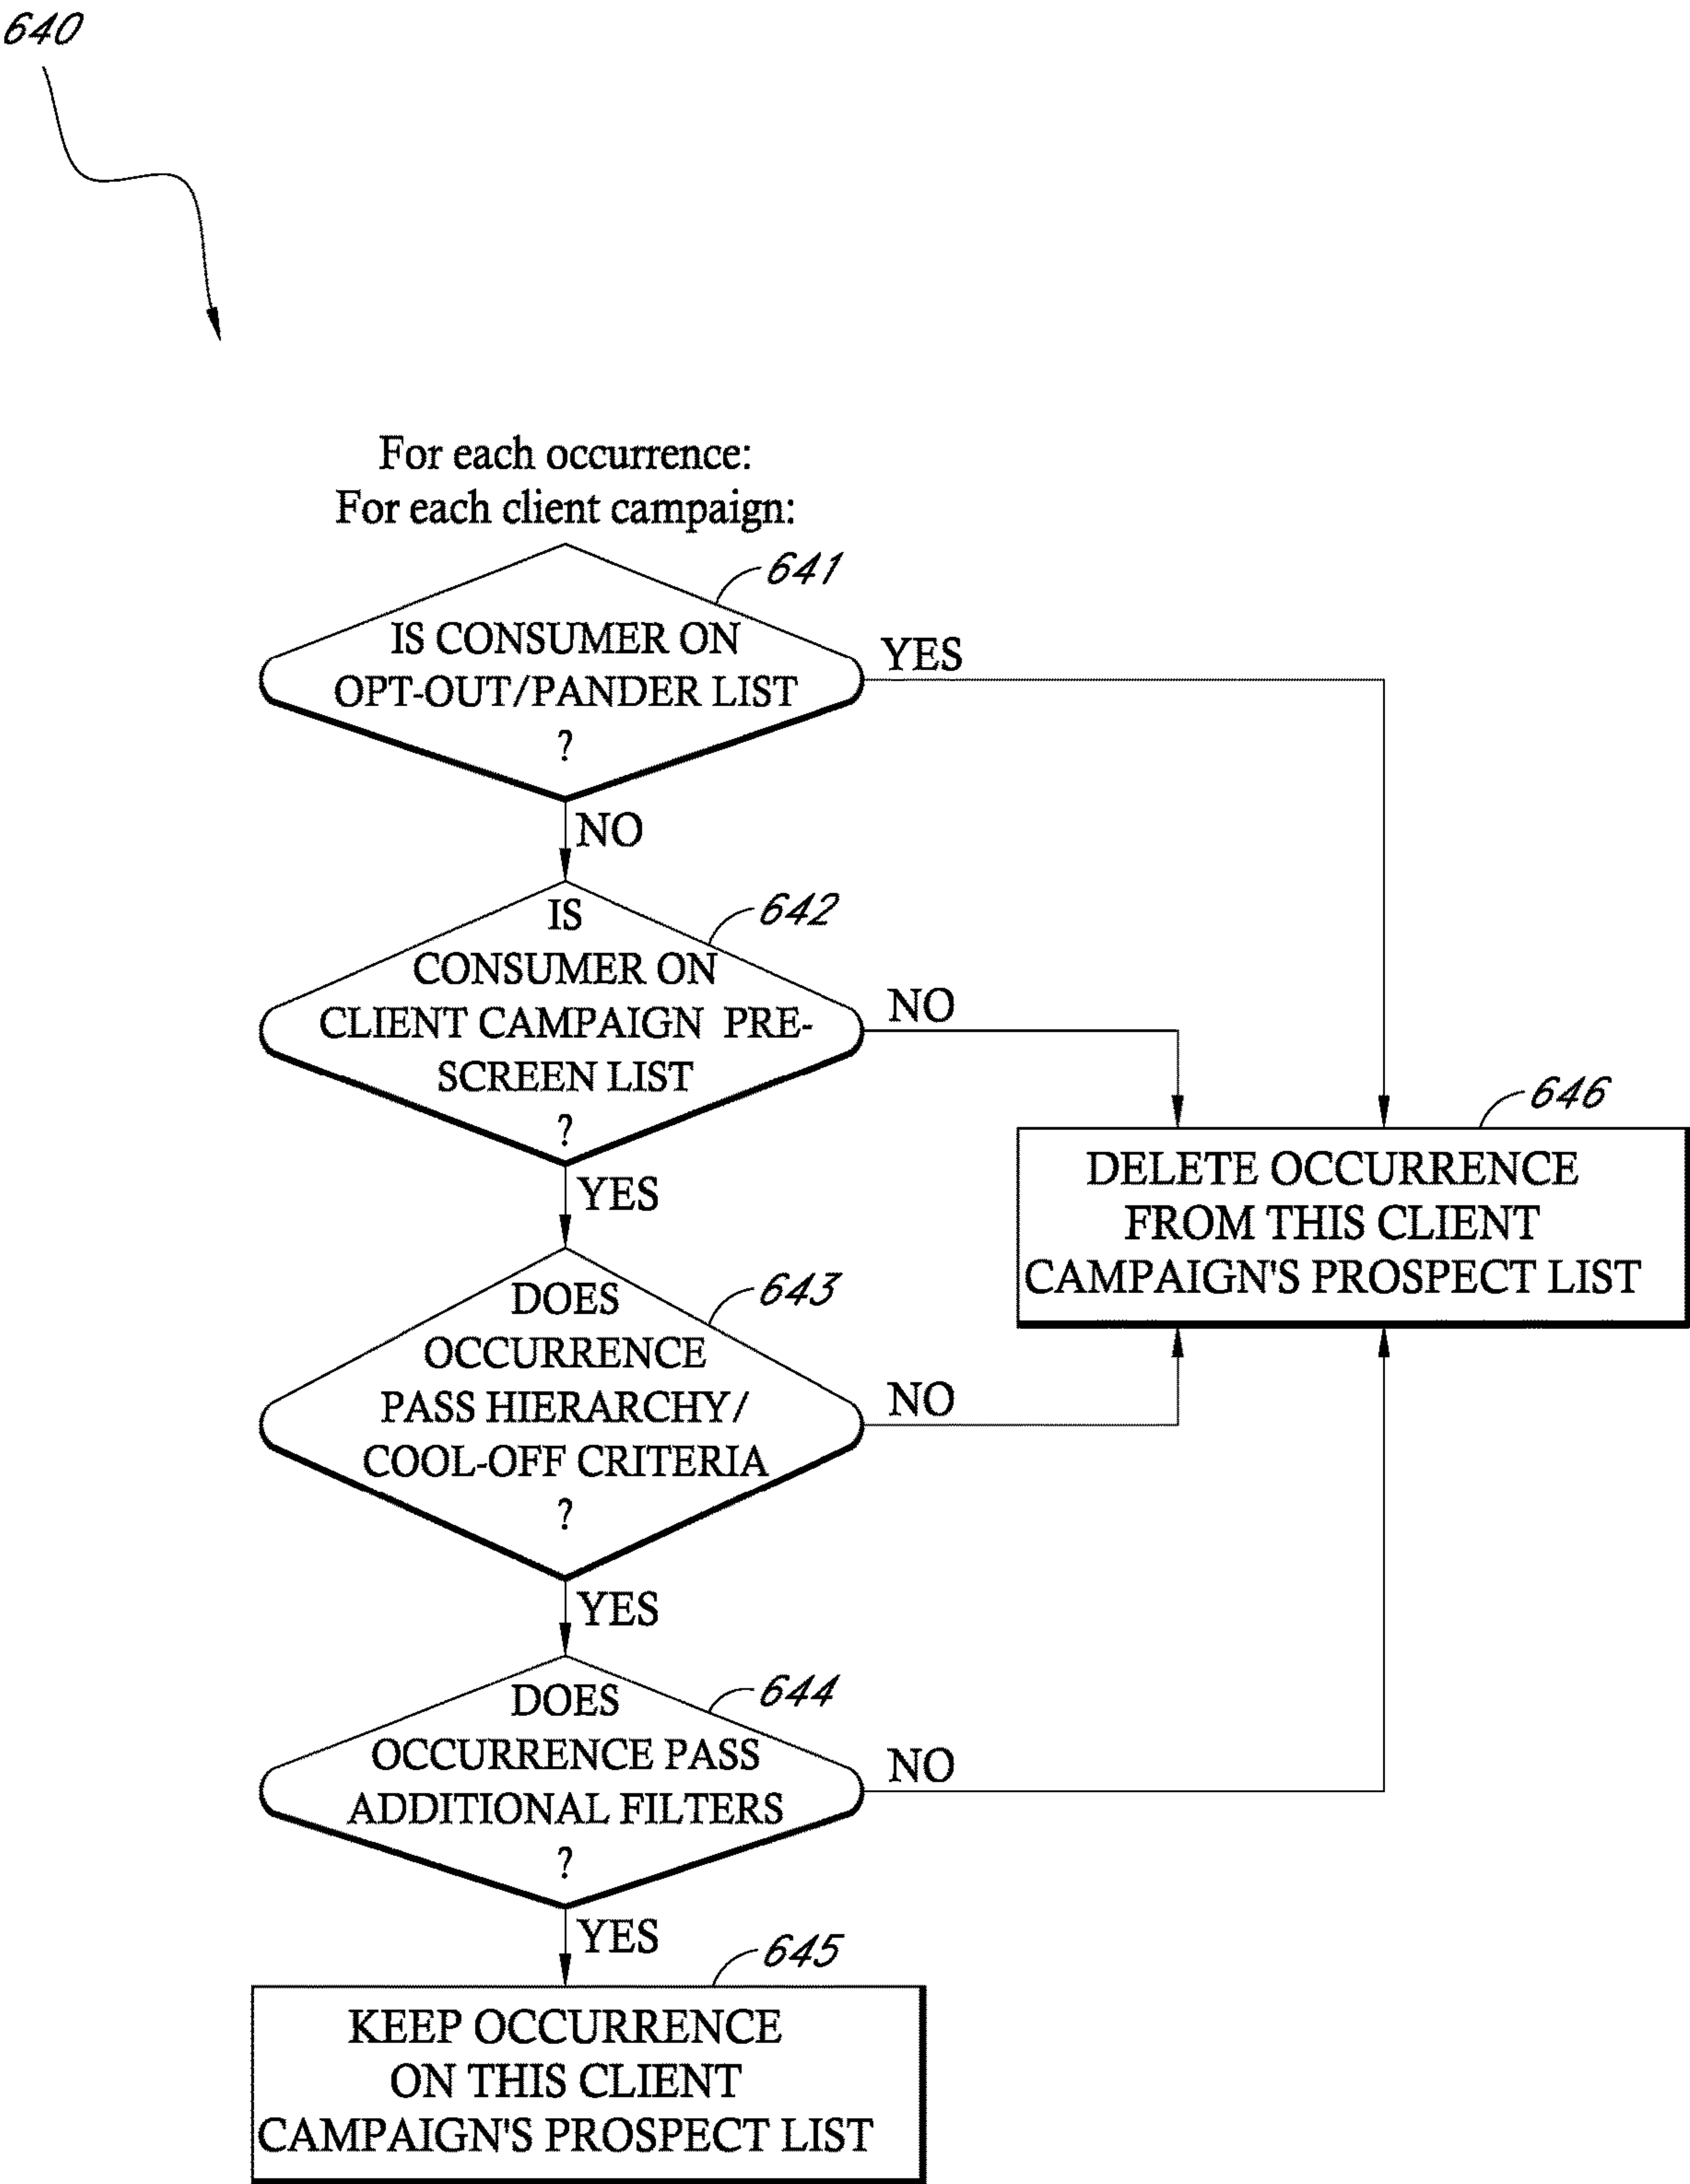 640
For each occurrence:
For each client campaign:
641
IS CONSUMER ON
OPT-OUT/PANDER LIST
?
YES
NO
642
IS
CONSUMER ON
CLIENT CAMPAIGN PRE-
SCREEN LIST
?
NO
YES
646
DELETE OCCURRENCE
FROM THIS CLIENT
CAMPAIGN'S PROSPECT LIST
643
DOES
OCCURRENCE
PASS HIERARCHY/
COOL-OFF CRITERIA
?
NO
YES
644
DOES
OCCURRENCE PASS
ADDITIONAL FILTERS
?
NO
YES
645
KEEP OCCURRENCE
ON THIS CLIENT
CAMPAIGN'S PROSPECT LIST